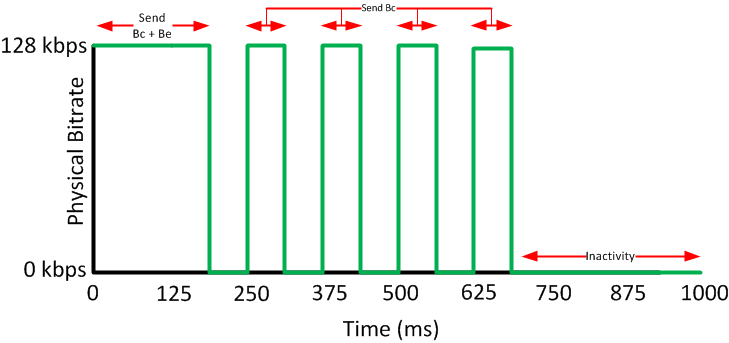 Send
Bc + Be
Send Bc
128 kbps
Physical Bitrate
0 kbps
Inactivity
0 125 250 375 500 625 750 875 1000
Time (ms)